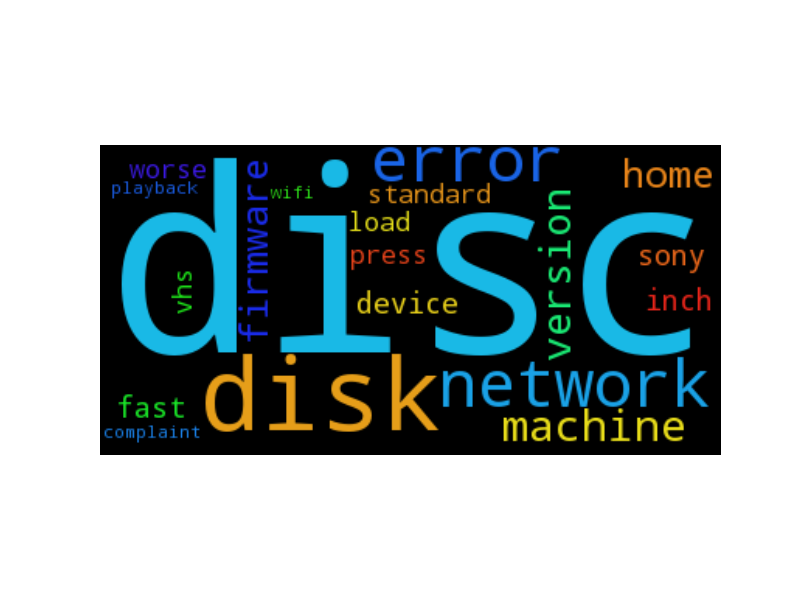 error
worse
firmware
home
playback
wifi
standard
disc
load
version
press
sony
vhs
device
inch
disk
network
fast
machine
complaint